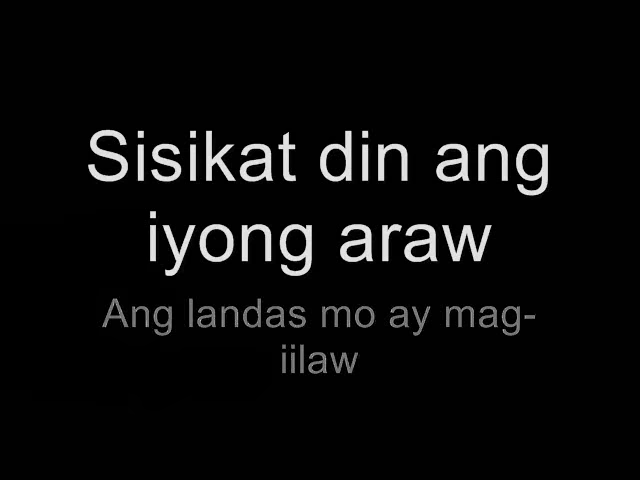 Sisikat din ang
iyong araw
Ang landas mo ay mag-
iilaw